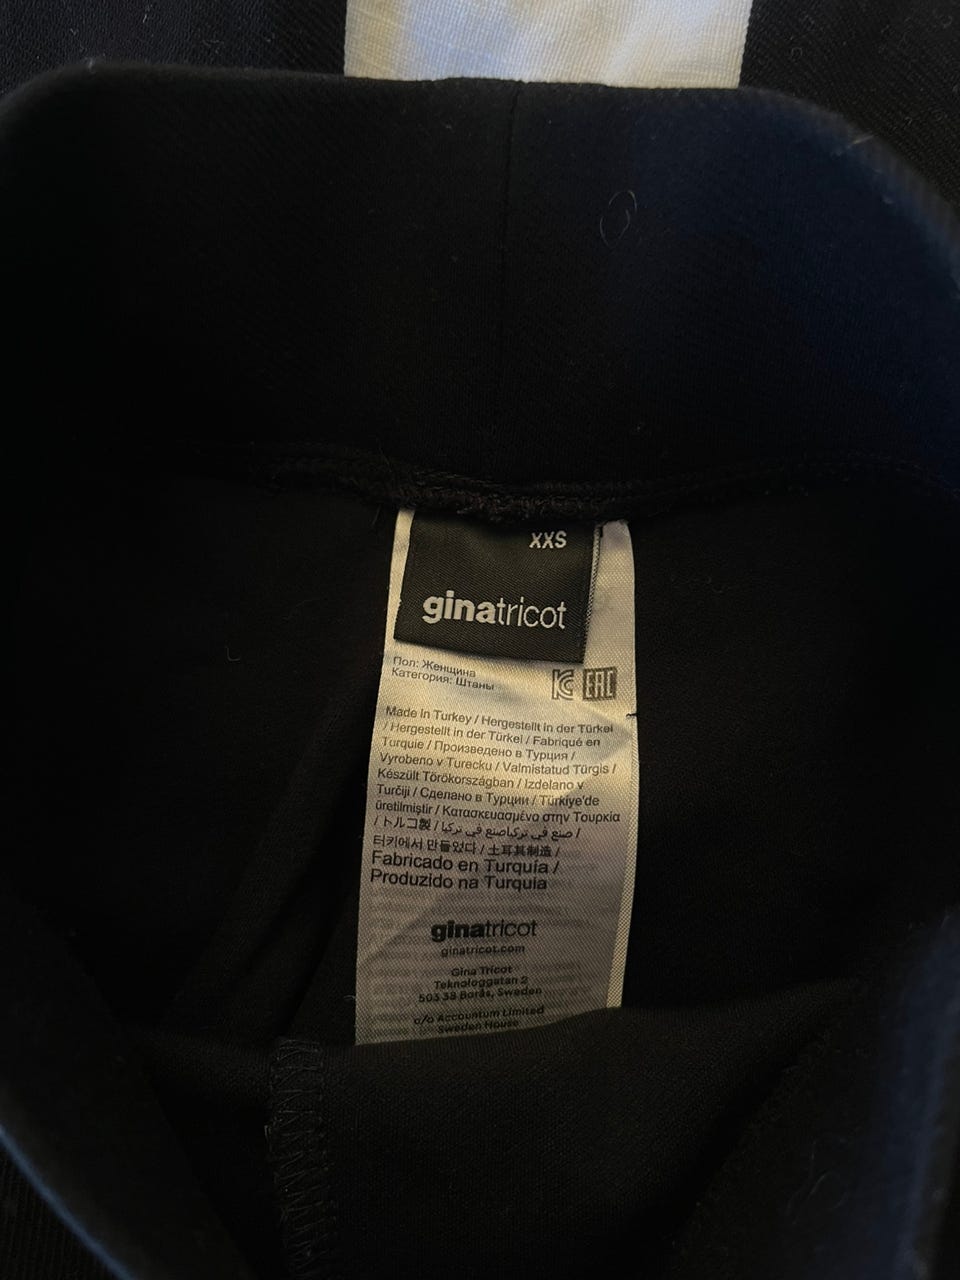 XXS
ginatricot
Пол: Женщина
Категория: Штаны
EAC
Made in Turkey / Hergestellt in der Türkei
/ Hergestellt in der Türkei / Fabriqué en
Turquie / Произведено в Турция /
Vyrobeno v Turecku / Valmistatud Türgis /
Készült Törökországban / Izdelano v
Turčiji / Сделано в Турции / Türkiye'de
üretilmiştir / Κατασκευασμένο στην Τουρκία
/ トルコ製 / صنع في تركياصنع في تركيا /
터키에서 만들었다 / 土耳其制造 /
Fabricado en Turquía /
Produzido na Turquia
ginatricot
ginatricot.com
Gina Tricot
Teknologgatan 2
503 38 Borås, Sweden
c/o Accountum Limited
Sweden House